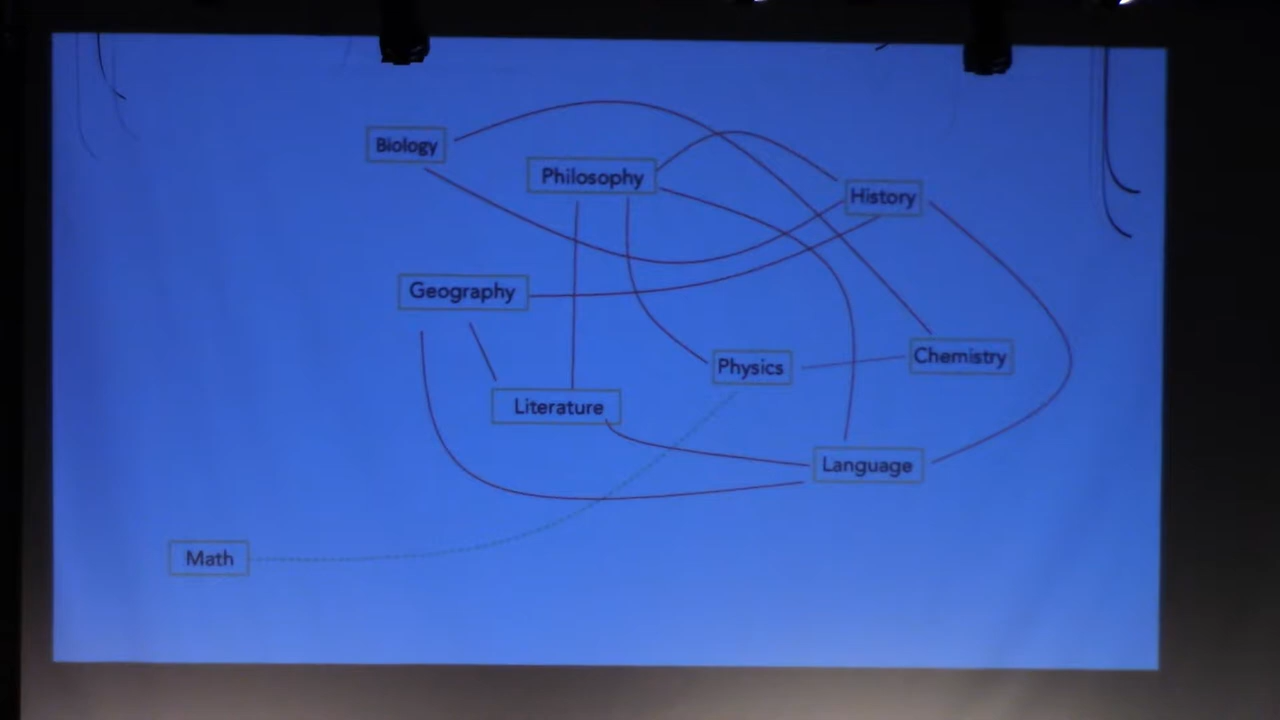 Biology
Philosophy
History
Geography
Chemistry
Physics
Literature
Language
Math